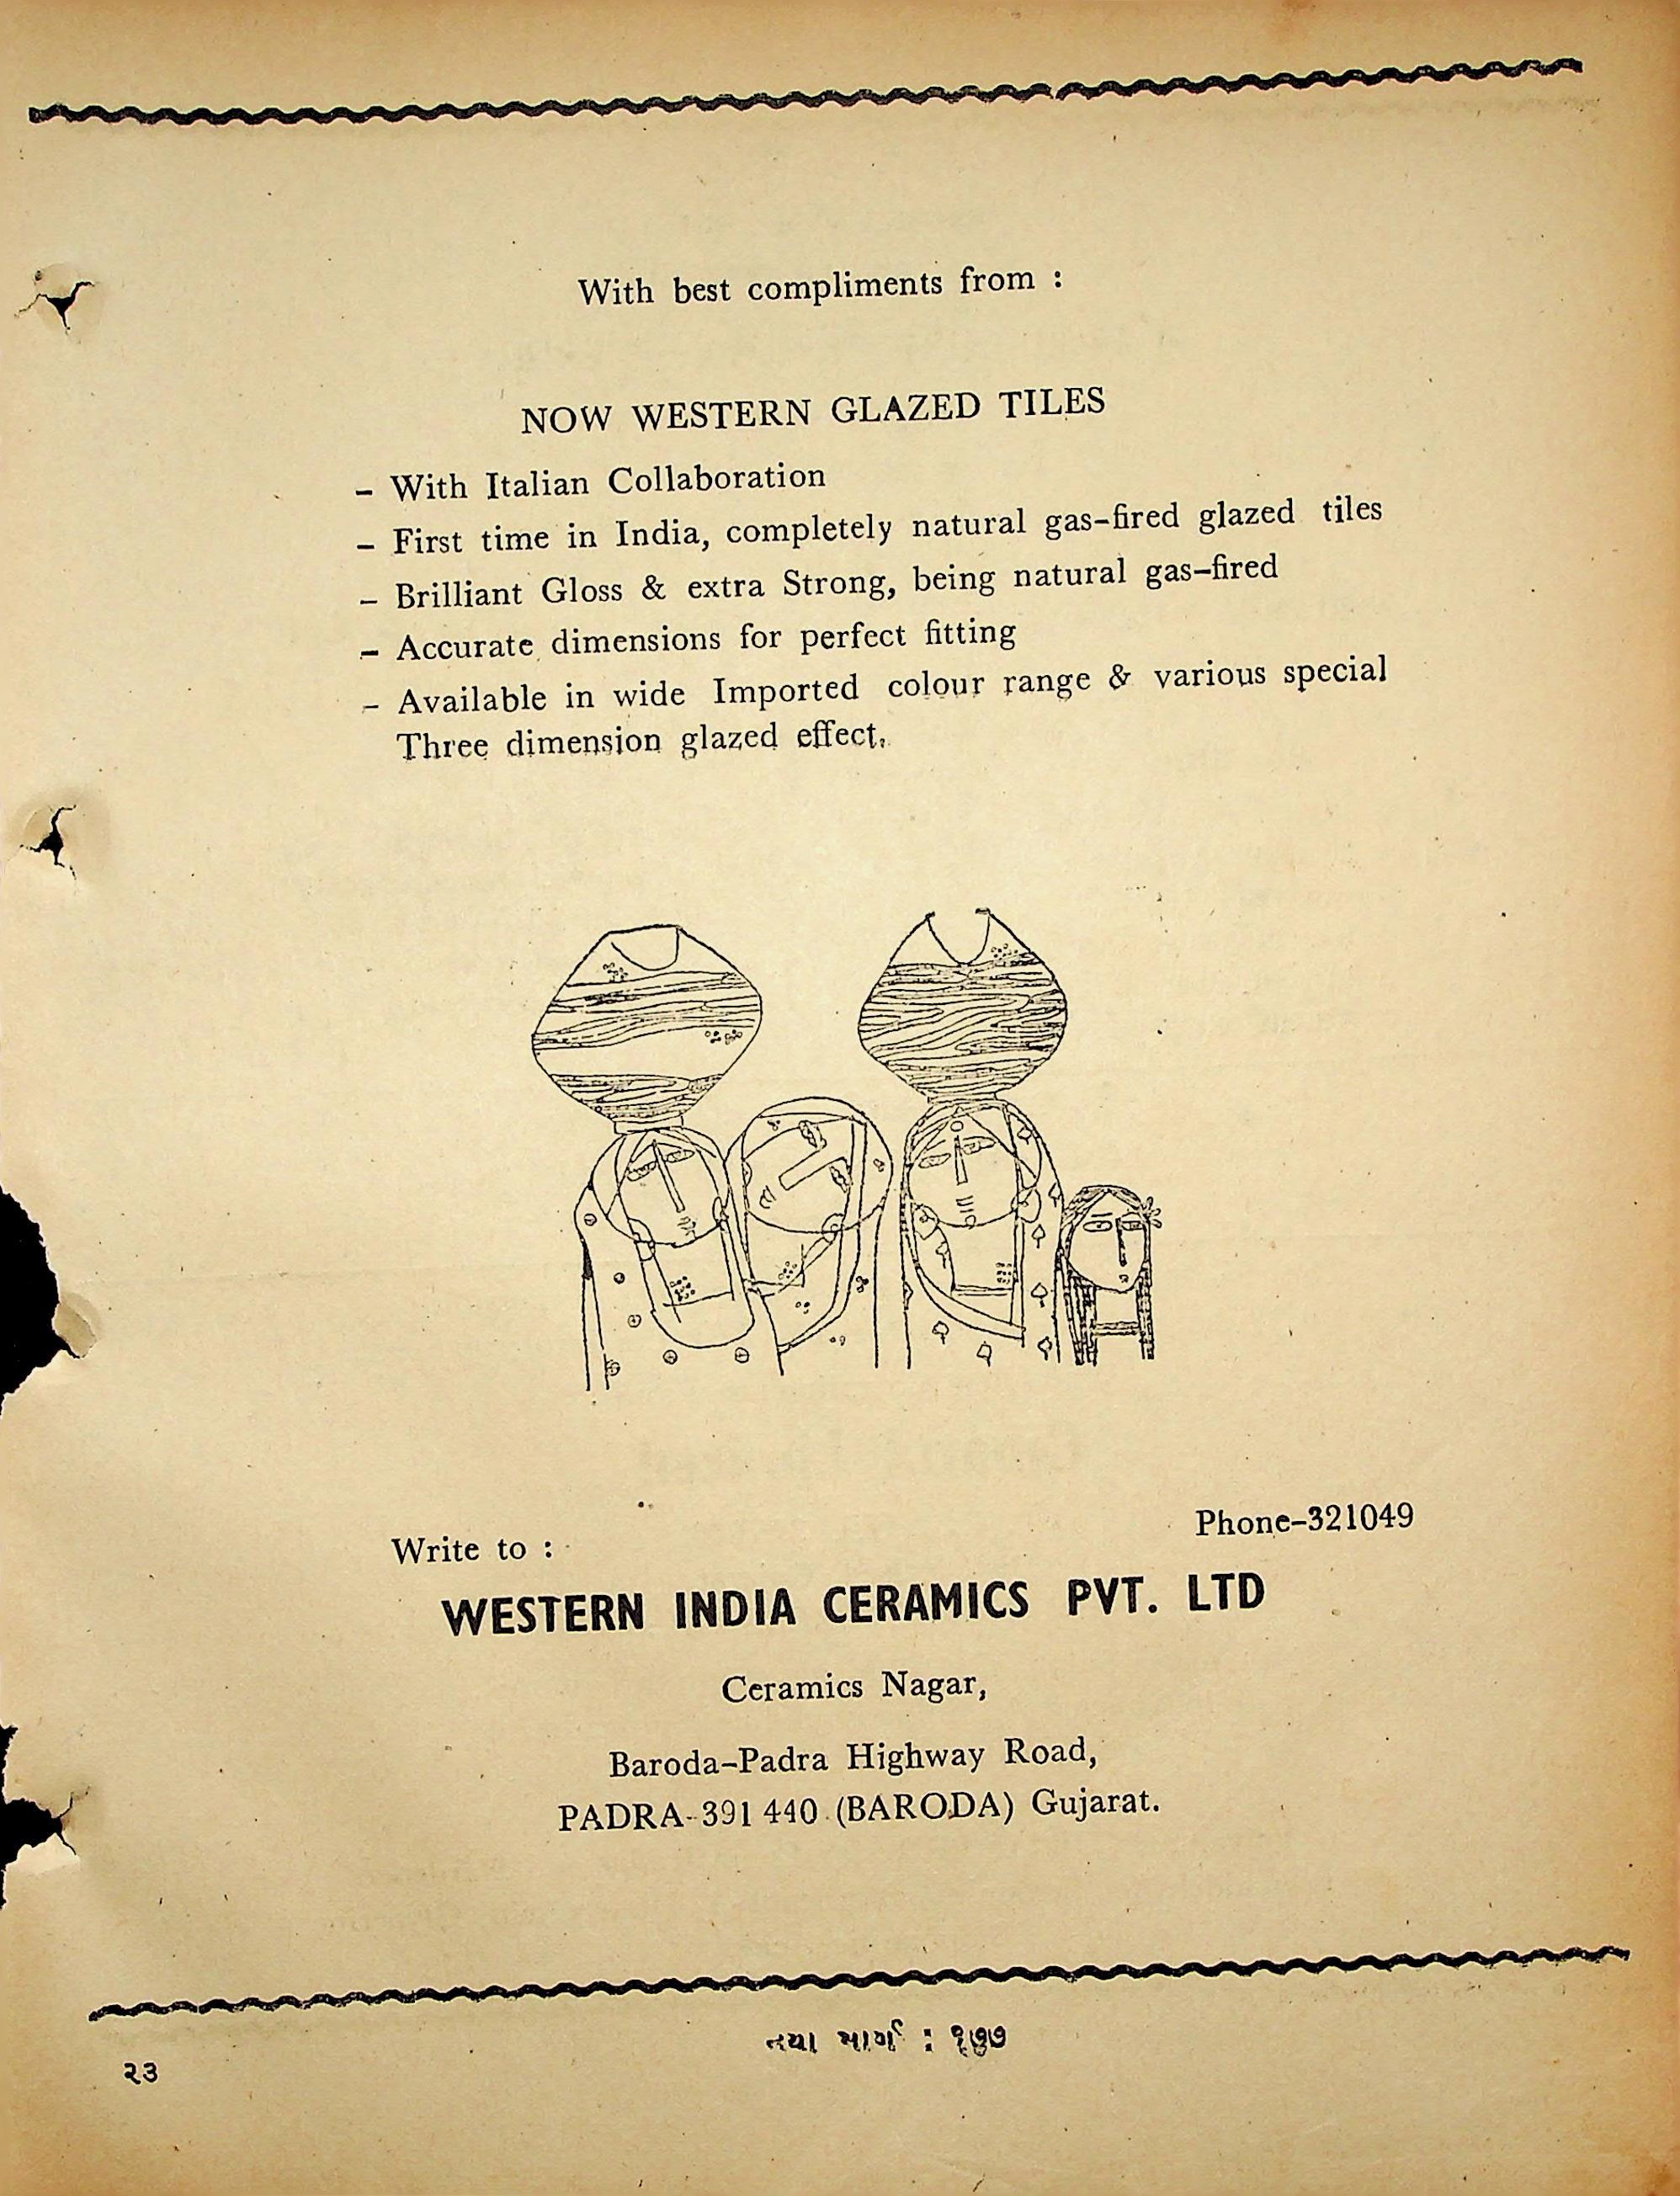 With best compliments from :
NOW WESTERN GLAZED TILES
– With Italian Collaboration
– First time in India, completely natural gas–fired glazed tiles
– Brilliant Gloss & extra Strong, being natural gas–fired
– Accurate dimensions for perfect fitting
– Available in wide Imported colour range & various special
Three dimension glazed effect.
Phone–321049
Write to :
WESTERN INDIA CERAMICS PVT. LTD
Ceramics Nagar,
Baroda–Padra Highway Road,
PADRA-391 440 (BARODA) Gujarat.
નયા માર્ગ : ૧૭૭
૨૩